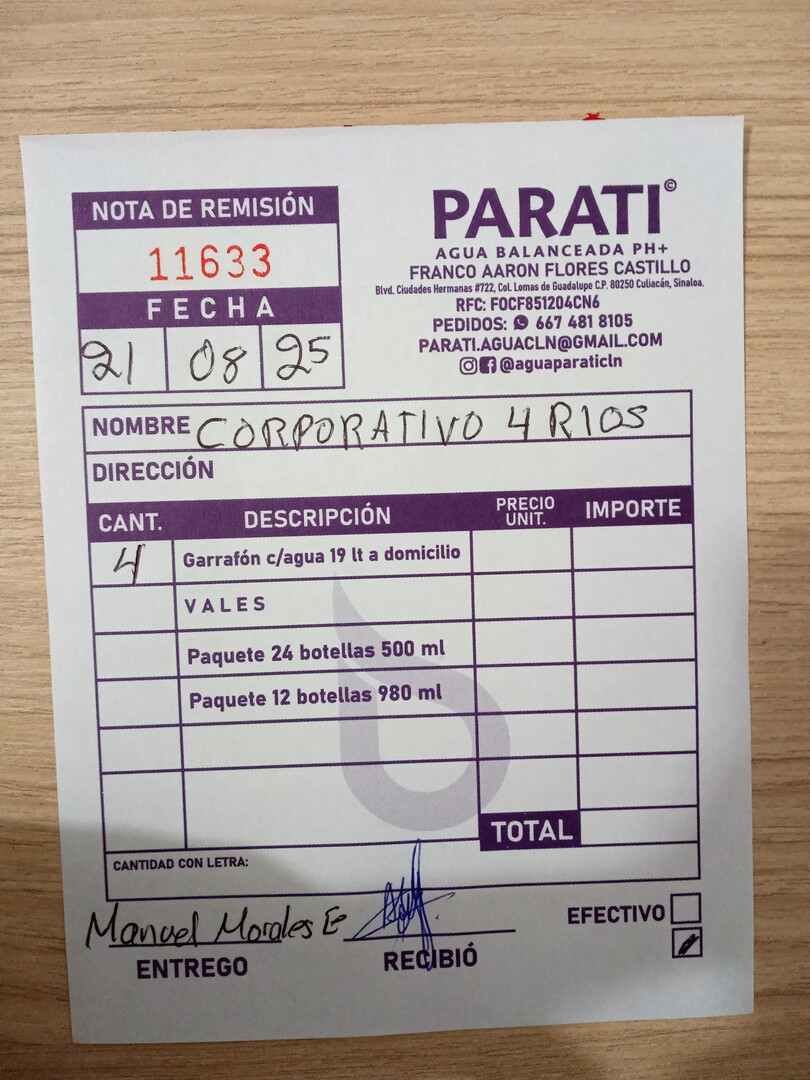 NOTA DE REMISIÓN
11633
FECHA
21 08 25
PARATI©
AGUA BALANCEADA PH+
FRANCO AARON FLORES CASTILLO
Blvd. Ciudades Hermanas #722, Col. Lomas de Guadalupe C.P. 80250 Culiacán, Sinaloa.
RFC: FOCF851204CN6
PEDIDOS: 667 481 8105
PARATI.AGUACLN@GMAIL.COM
@aguaparaticln
NOMBRE CORPORATIVO 4 RIOS
DIRECCIÓN
CANT. DESCRIPCIÓN PRECIO UNIT. IMPORTE
4 Garrafón c/agua 19 lt a domicilio
VALES
Paquete 24 botellas 500 ml
Paquete 12 botellas 980 ml
TOTAL
CANTIDAD CON LETRA:
Manuel Morales E
ENTREGO
RECIBIÓ
EFECTIVO